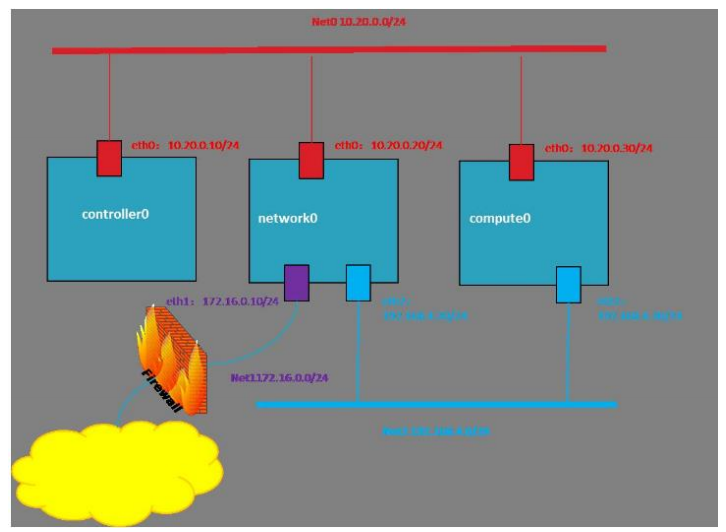 Net0 10.20.0.0/24
eth0：10.20.0.10/24
eth0：10.20.0.20/24
eth0：10.20.0.30/24
controller0
network0
compute0
eth1：172.16.0.10/24
Firewall
Net1172.16.0.0/24